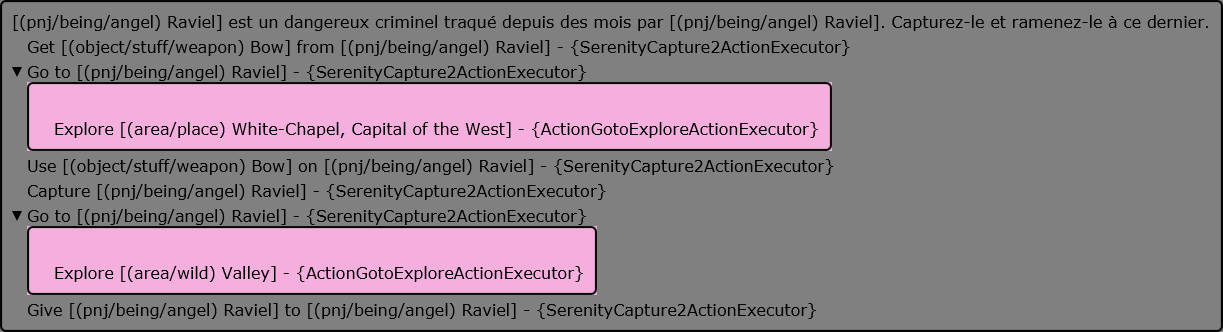 [(pnj/being/angel) Raviel] est un dangereux criminel traqué depuis des mois par [(pnj/being/angel) Raviel]. Capturez-le et ramenez-le à ce dernier.
Get [(object/stuff/weapon) Bow] from [(pnj/being/angel) Raviel] - {SerenityCapture2ActionExecutor}
▼ Go to [(pnj/being/angel) Raviel] - {SerenityCapture2ActionExecutor}
Explore [(area/place) White-Chapel, Capital of the West] - {ActionGotoExploreActionExecutor}
Use [(object/stuff/weapon) Bow] on [(pnj/being/angel) Raviel] - {SerenityCapture2ActionExecutor}
Capture [(pnj/being/angel) Raviel] - {SerenityCapture2ActionExecutor}
▼ Go to [(pnj/being/angel) Raviel] - {SerenityCapture2ActionExecutor}
Explore [(area/wild) Valley] - {ActionGotoExploreActionExecutor}
Give [(pnj/being/angel) Raviel] to [(pnj/being/angel) Raviel] - {SerenityCapture2ActionExecutor}